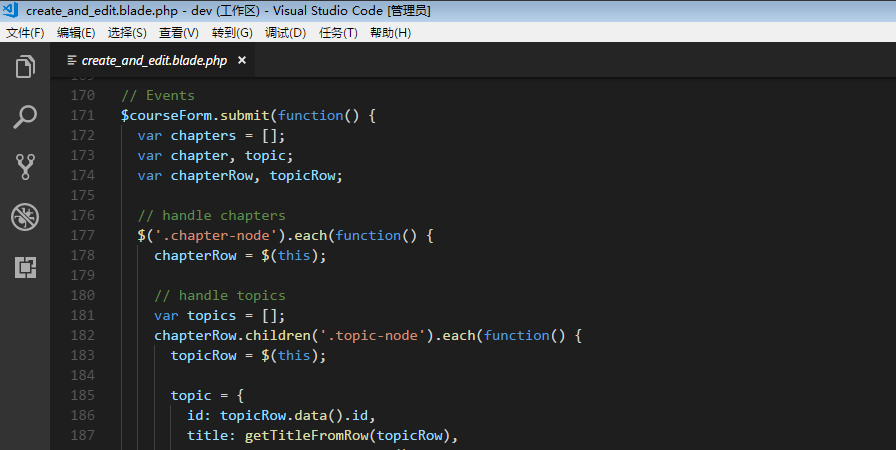 create_and_edit.blade.php - dev (工作区) - Visual Studio Code [管理员]
文件(F) 编辑(E) 选择(S) 查看(V) 转到(G) 调试(D) 任务(T) 帮助(H)
create_and_edit.blade.php ×
170 // Events
171 $courseForm.submit(function() {
172 var chapters = [];
173 var chapter, topic;
174 var chapterRow, topicRow;
175
176 // handle chapters
177 $('.chapter-node').each(function() {
178 chapterRow = $(this);
179
180 // handle topics
181 var topics = [];
182 chapterRow.children('.topic-node').each(function() {
183 topicRow = $(this);
184
185 topic = {
186 id: topicRow.data().id,
187 title: getTitleFromRow(topicRow),